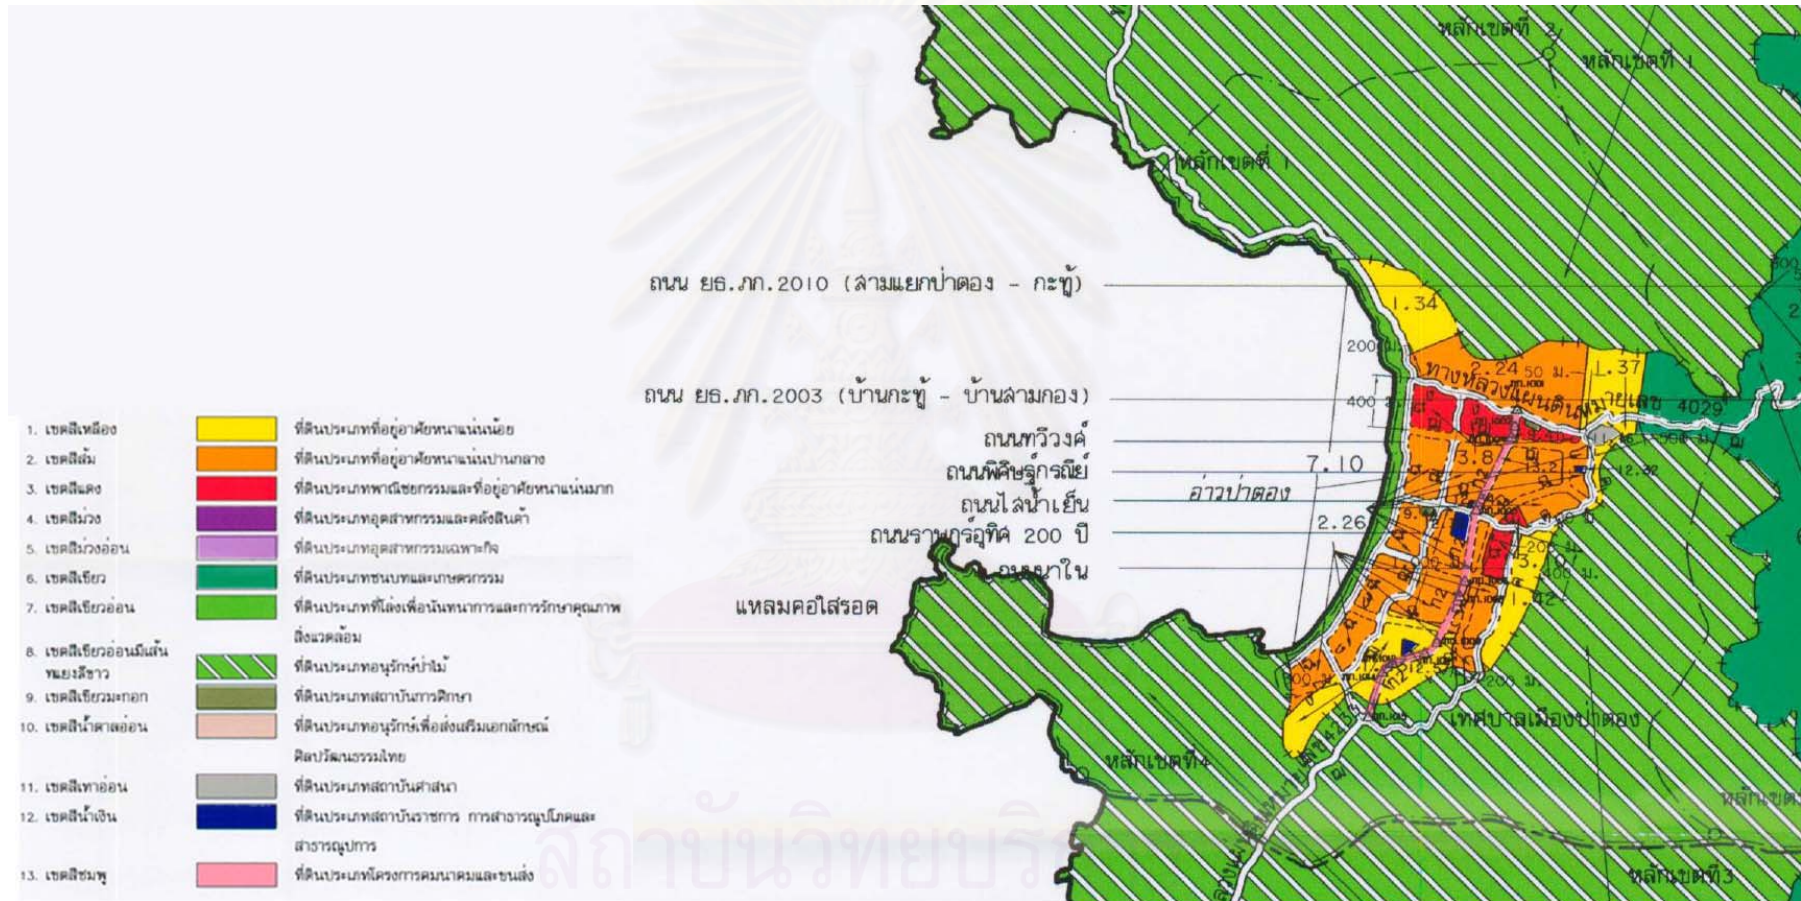 หลักเขตที่ 2
หลักเขตที่ 1
หลักเขตที่ 1
ถนน ยธ.ภก.2010 (สามแยกป่าตอง - กะทู้)
1.34
200 ม.
ถนน ยธ.ภก.2003 (บ้านกะทู้ - บ้านสามกอง)
2.24
50 ม.
1.37
ทางหลวงแผ่นดินหมายเลข 4029
400
ถนนทวีวงศ์
ถนนพิศิษฐ์กรณีย์
3.8
7.10
12.32
อ่าวป่าตอง
ถนนไสน้ำเย็น
2.26
ถนนราษฎร์อุทิศ 200 ปี
ถนนนาใน
400 ม.
1.42
แหลมคอใสรอด
200 ม.
เทศบาลเมืองป่าตอง
หลักเขตที่4
หลักเขต
หลักเขตที่3
1. เขตสีเหลือง ที่ดินประเภทที่อยู่อาศัยหนาแน่นน้อย
2. เขตสีส้ม ที่ดินประเภทที่อยู่อาศัยหนาแน่นปานกลาง
3. เขตสีแดง ที่ดินประเภทพาณิชยกรรมและที่อยู่อาศัยหนาแน่นมาก
4. เขตสีม่วง ที่ดินประเภทอุตสาหกรรมและคลังสินค้า
5. เขตสีม่วงอ่อน ที่ดินประเภทอุตสาหกรรมเฉพาะกิจ
6. เขตสีเขียว ที่ดินประเภทชนบทและเกษตรกรรม
7. เขตสีเขียวอ่อน ที่ดินประเภทที่โล่งเพื่อนันทนาการและการรักษาคุณภาพ
สิ่งแวดล้อม
8. เขตสีเขียวอ่อนมีเส้น
ทแยงสีขาว ที่ดินประเภทอนุรักษ์ป่าไม้
9. เขตสีเขียวมะกอก ที่ดินประเภทสถาบันการศึกษา
10. เขตสีน้ำตาลอ่อน ที่ดินประเภทอนุรักษ์เพื่อส่งเสริมเอกลักษณ์
ศิลปวัฒนธรรมไทย
11. เขตสีเทาอ่อน ที่ดินประเภทสถาบันศาสนา
12. เขตสีน้ำเงิน ที่ดินประเภทสถาบันราชการ การสาธารณูปโภคและ
สาธารณูปการ
13. เขตสีชมพู ที่ดินประเภทโครงการคมนาคมและขนส่ง
สถาบันวิทยบริ